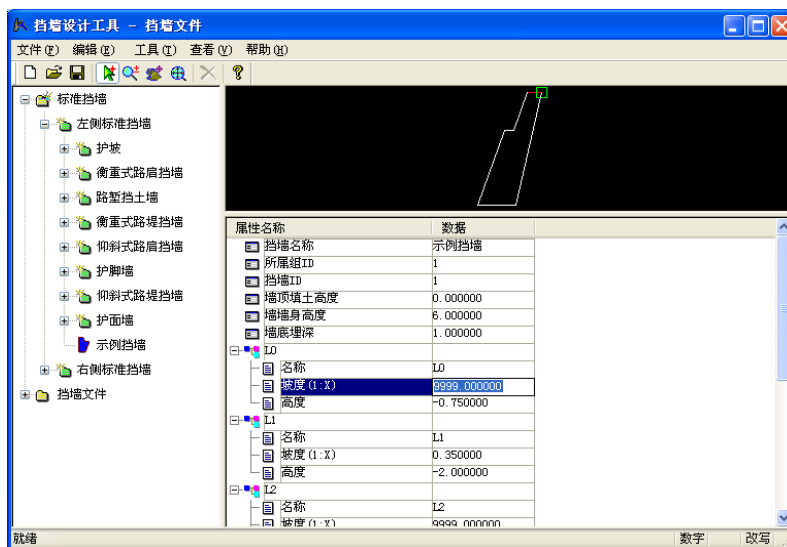 挡墙设计工具 - 挡墙文件
文件(F) 编辑(E) 工具(T) 查看(V) 帮助(H)
标准挡墙
左侧标准挡墙
护坡
衡重式路肩挡墙
路堑挡土墙
衡重式路堤挡墙
仰斜式路肩挡墙
护脚墙
仰斜式路堤挡墙
护面墙
示例挡墙
右侧标准挡墙
挡墙文件
属性名称 数据
挡墙名称 示例挡墙
所属组ID 1
挡墙ID 1
墙顶填土高度 0.000000
墙墙身高度 6.000000
墙底埋深 1.000000
L0
名称 L0
坡度(1:X) 9999.000000
高度 -0.750000
L1
名称 L1
坡度(1:X) 0.350000
高度 -2.000000
L2
名称 L2
坡度(1:X) 9999.000000
就绪 数字 改写